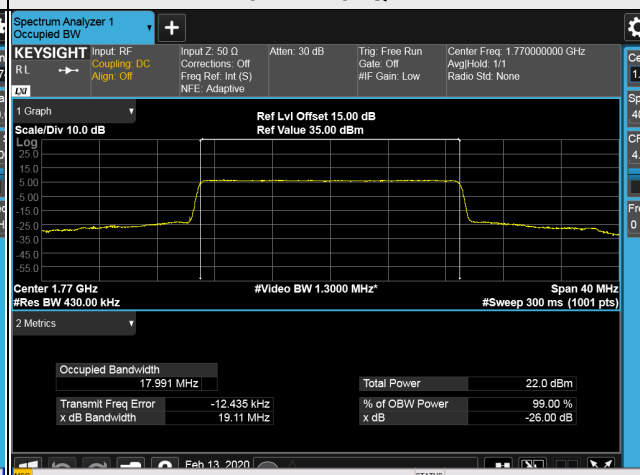 Spectrum Analyzer 1
Occupied BW
KEYSIGHT Input: RF Input Z: 50 Ω Atten: 30 dB Trig: Free Run Center Freq: 1.770000000 GHz
R L Coupling: DC Corrections: Off Gate: Off Avg|Hold: 1/1
Align: Off Freq Ref: Int (S) #IF Gain: Low Radio Std: None
LXI NFE: Adaptive
1 Graph
Ref Lvl Offset 15.00 dB
Scale/Div 10.0 dB Ref Value 35.00 dBm
Log
25.0
15.0
5.00
-5.00
-15.0
-25.0
-35.0
-45.0
-55.0
Center 1.77 GHz #Video BW 1.3000 MHz* Span 40 MHz
#Res BW 430.00 kHz #Sweep 300 ms (1001 pts)
2 Metrics
Occupied Bandwidth
17.991 MHz Total Power 22.0 dBm
Transmit Freq Error -12.435 kHz % of OBW Power 99.00 %
x dB Bandwidth 19.11 MHz x dB -26.00 dB
Feb 13, 2020
MSG STATUS